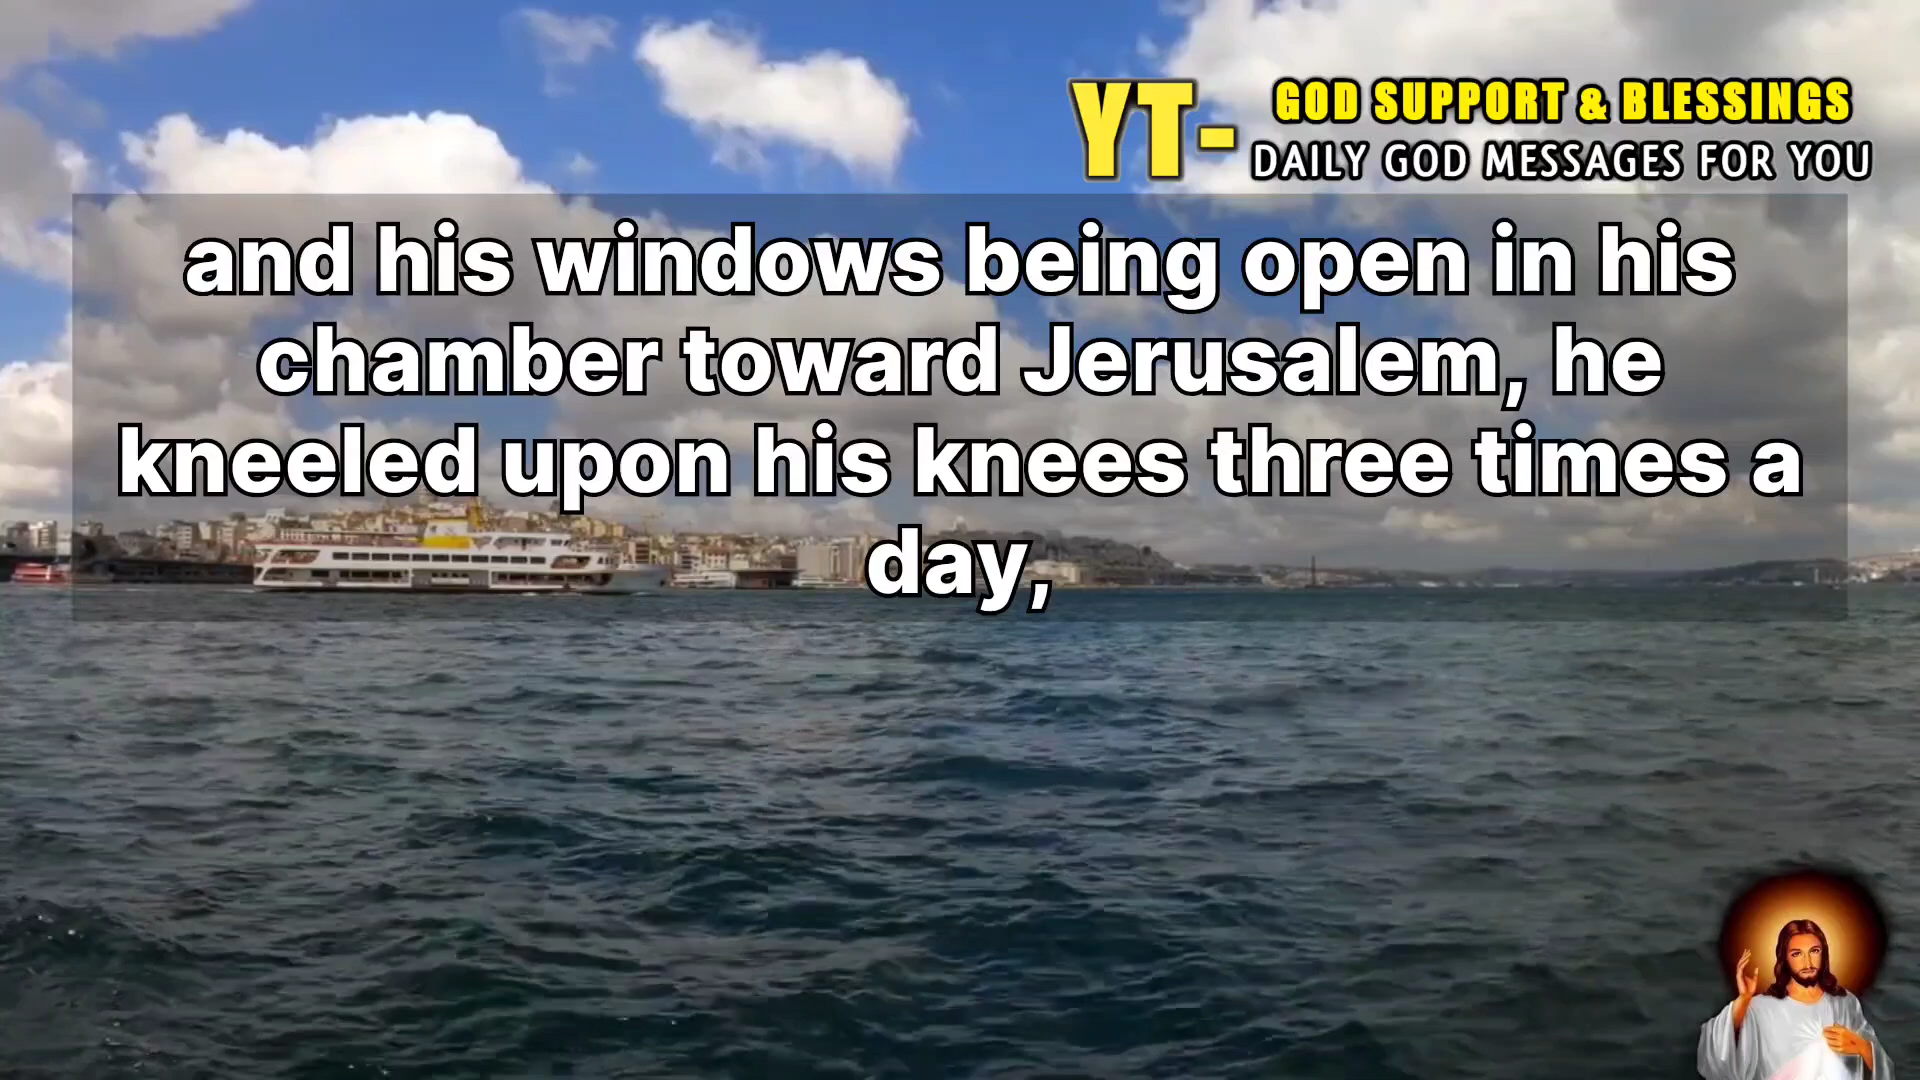 YT-
GOD SUPPORT & BLESSINGS
DAILY GOD MESSAGES FOR YOU
and his windows being open in his
chamber toward Jerusalem, he
kneeled upon his knees three times a
day,